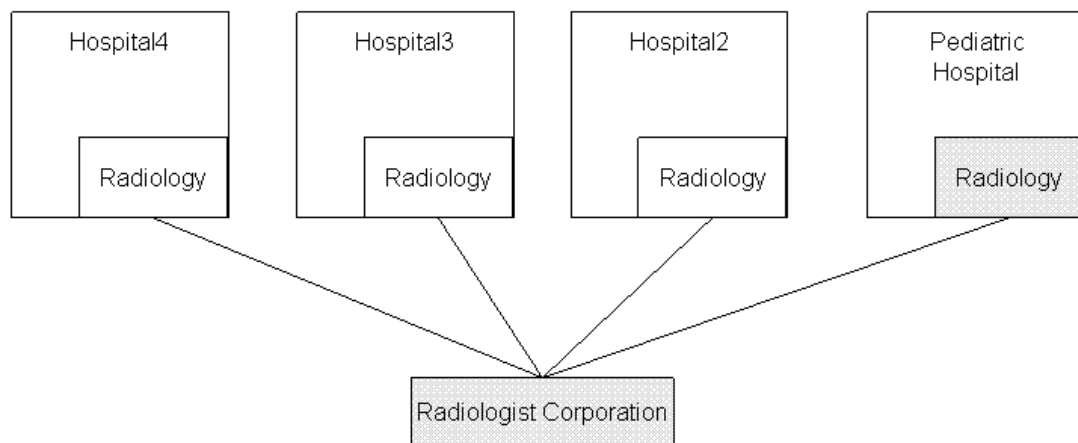 Hospital4
Hospital3
Hospital2
Pediatric
Hospital
Radiology
Radiology
Radiology
Radiology
Radiologist Corporation